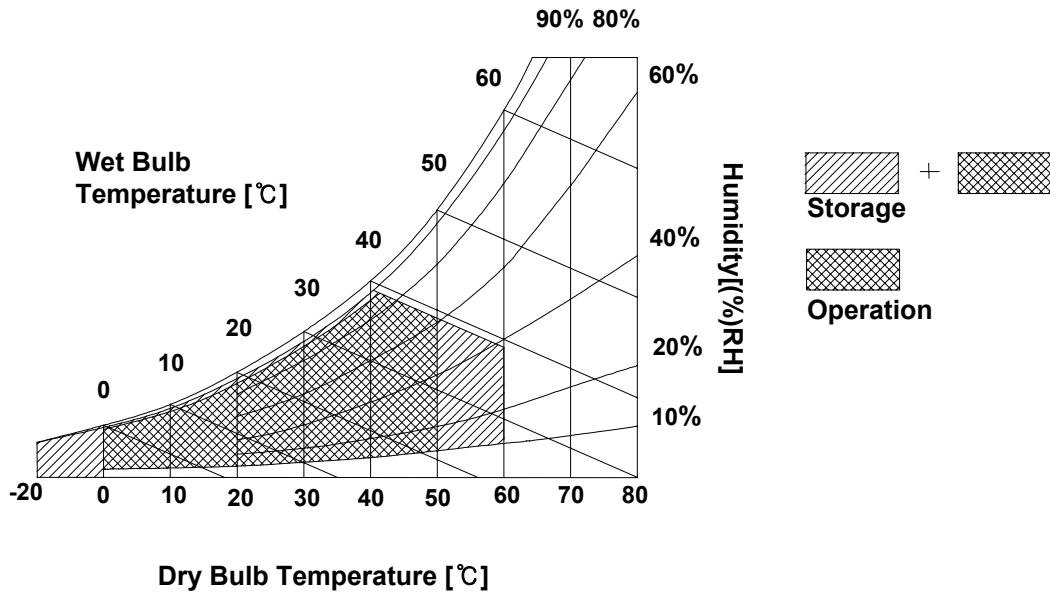 90% 80%
60
60%
Wet Bulb
Temperature [℃]
50
Humidity[(%)RH]
+
Storage
40
40%
30
Operation
20
20%
10
10%
0
-20 0 10 20 30 40 50 60 70 80
Dry Bulb Temperature [℃]